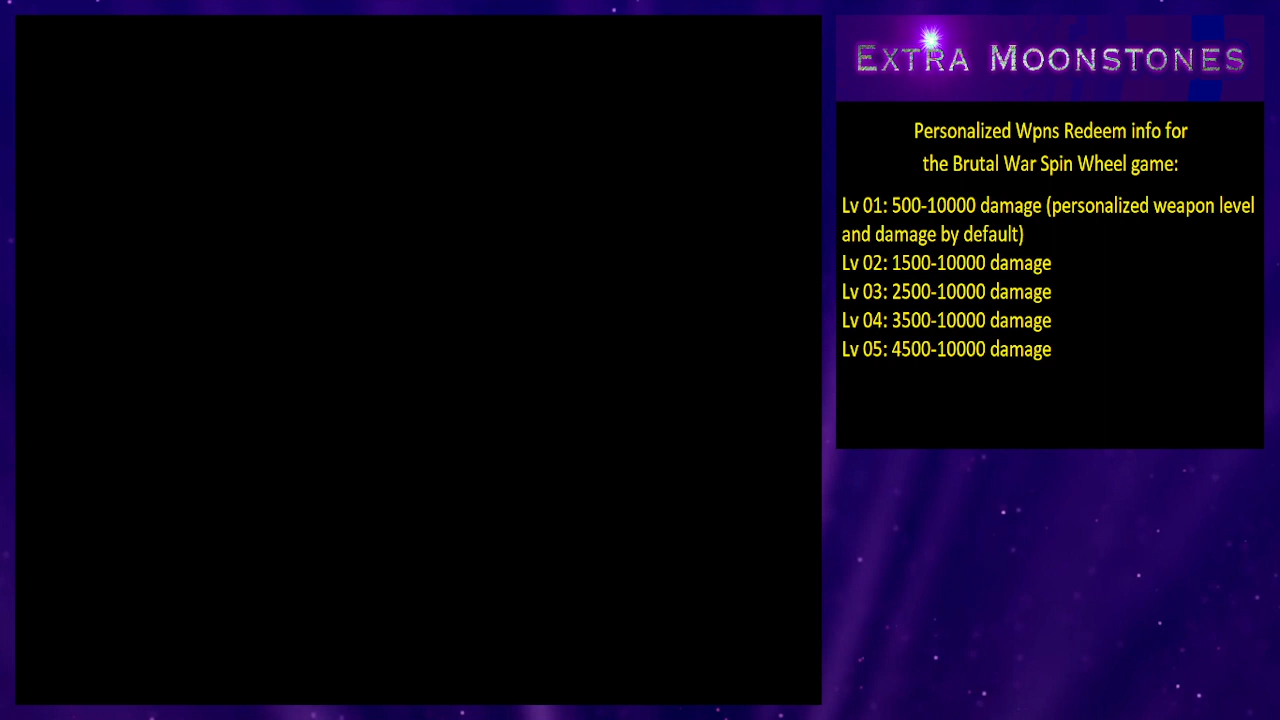 EXTRA MOONSTONES
Personalized Wpns Redeem info for
the Brutal War Spin Wheel game:
Lv 01: 500-10000 damage (personalized weapon level
and damage by default)
Lv 02: 1500-10000 damage
Lv 03: 2500-10000 damage
Lv 04: 3500-10000 damage
Lv 05: 4500-10000 damage